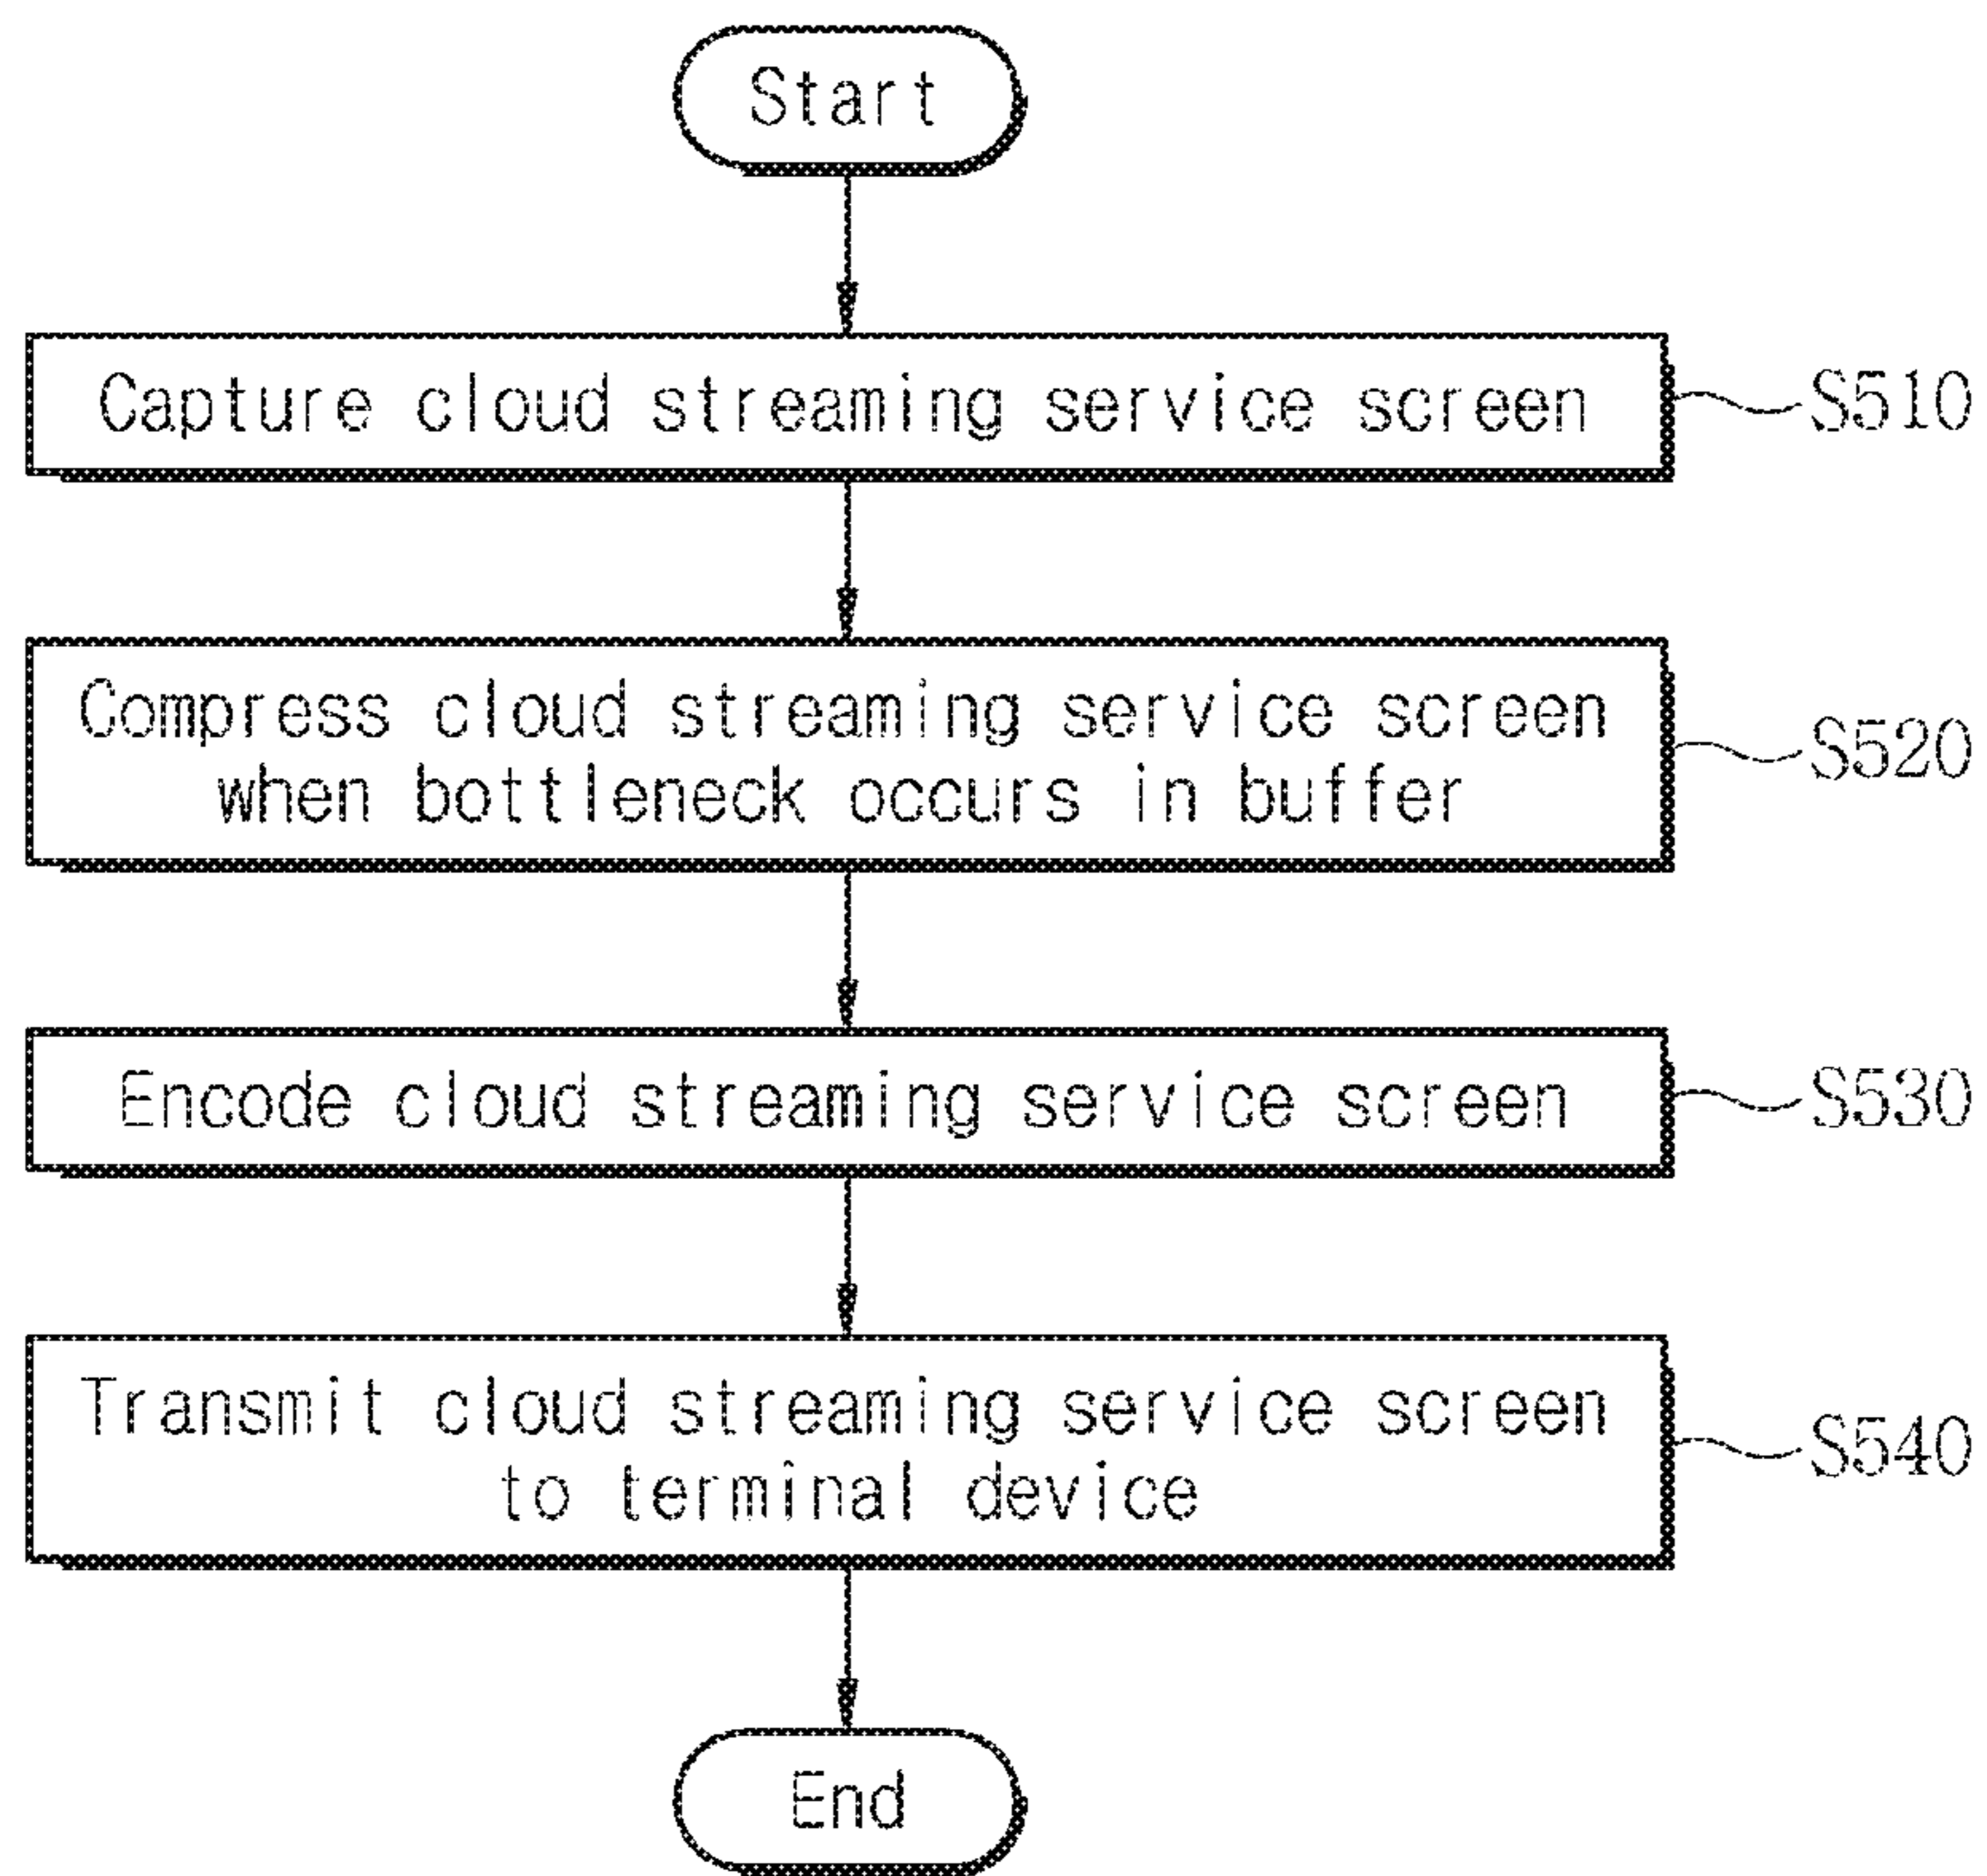 Start
Capture cloud streaming service screen
S510
Compress cloud streaming service screen
when bottleneck occurs in buffer
S520
Encode cloud streaming service screen
S530
Transmit cloud streaming service screen
to terminal device
S540
End